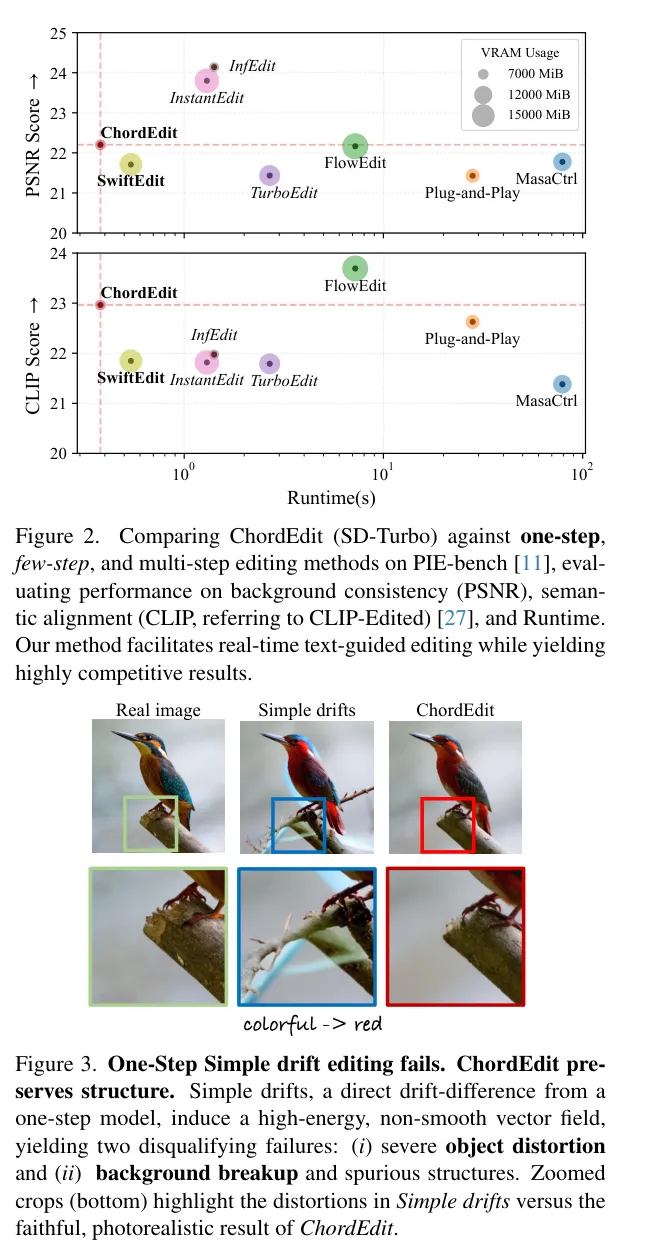 25
24
23
22
21
20
PSNR Score →
VRAM Usage
7000 MiB
12000 MiB
15000 MiB
InfEdit
InstantEdit
ChordEdit
SwiftEdit
TurboEdit
FlowEdit
Plug-and-Play
MasaCtrl
24
23
22
21
20
CLIP Score →
ChordEdit
FlowEdit
InfEdit
Plug-and-Play
SwiftEdit
InstantEdit
TurboEdit
MasaCtrl
10⁰
10¹
10²
Runtime(s)
Figure 2. Comparing ChordEdit (SD-Turbo) against one-step,
few-step, and multi-step editing methods on PIE-bench [11], eval-
uating performance on background consistency (PSNR), seman-
tic alignment (CLIP, referring to CLIP-Edited) [27], and Runtime.
Our method facilitates real-time text-guided editing while yielding
highly competitive results.
Real image
Simple drifts
ChordEdit
colorful -> red
Figure 3. One-Step Simple drift editing fails. ChordEdit pre-
serves structure. Simple drifts, a direct drift-difference from a
one-step model, induce a high-energy, non-smooth vector field,
yielding two disqualifying failures: (i) severe object distortion
and (ii) background breakup and spurious structures. Zoomed
crops (bottom) highlight the distortions in Simple drifts versus the
faithful, photorealistic result of ChordEdit.